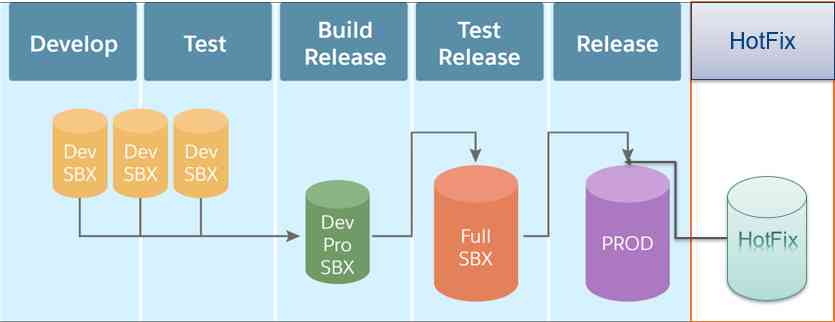 Develop
Test
Build
Release
Test
Release
Release
HotFix
Dev
SBX
Dev
SBX
Dev
SBX
Dev
Pro
SBX
Full
SBX
PROD
HotFix